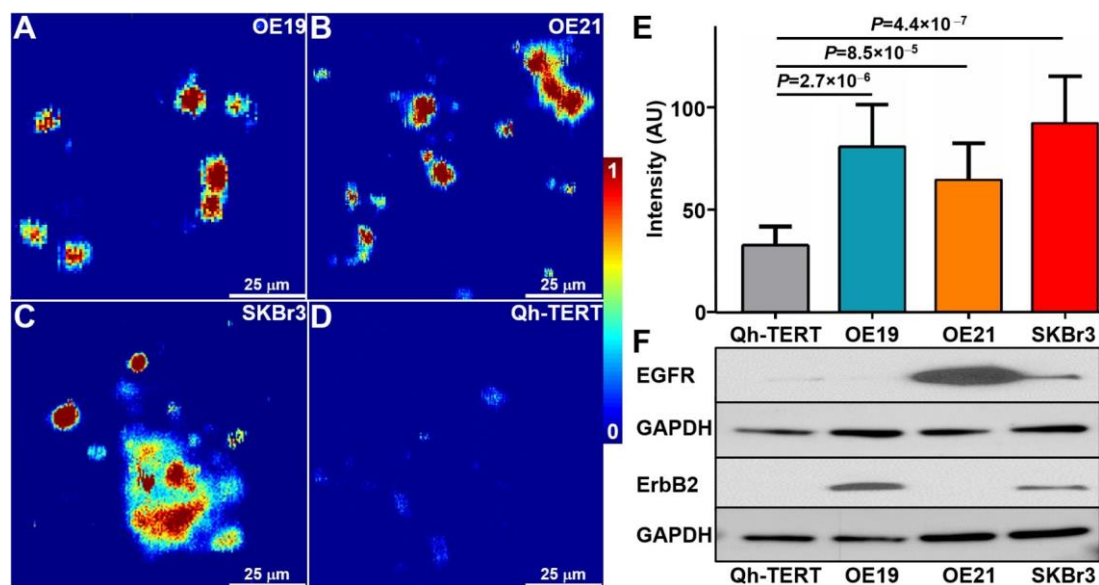 A
OE19
25 µm
B
OE21
25 µm
1
0
C
SKBr3
25 µm
D
Qh-TERT
25 µm
E
P=4.4×10⁻⁷
P=8.5×10⁻⁵
P=2.7×10⁻⁶
Intensity (AU)
100
50
0
Qh-TERT OE19 OE21 SKBr3
F
EGFR
GAPDH
ErbB2
GAPDH
Qh-TERT OE19 OE21 SKBr3